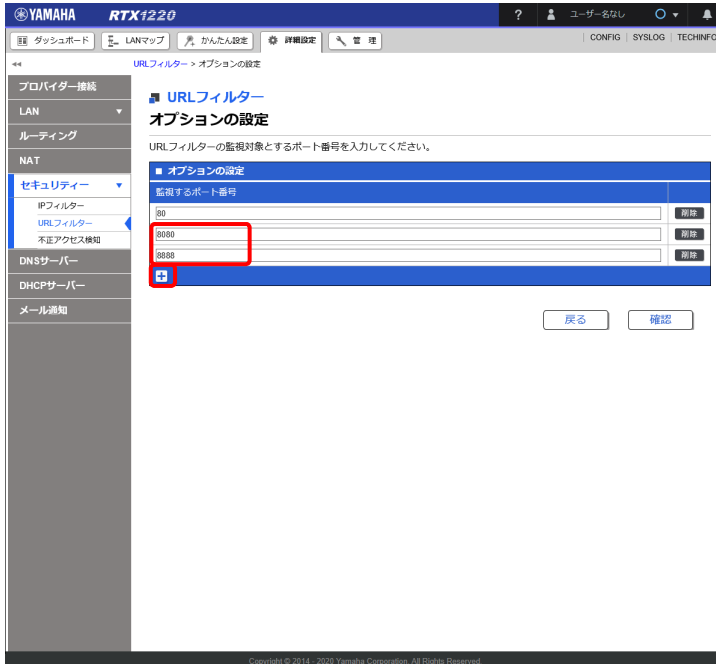 YAMAHA RTX1220 ? ユーザー名なし
ダッシュボード LANマップ かんたん設定 詳細設定 管 理 CONFIG SYSLOG TECHINFO
URLフィルター > オプションの設定
プロバイダー接続
LAN
ルーティング
NAT
セキュリティー
IPフィルター
URLフィルター
不正アクセス検知
DNSサーバー
DHCPサーバー
メール通知
URLフィルター
オプションの設定
URLフィルターの監視対象とするポート番号を入力してください。
■ オプションの設定
監視するポート番号
80 削除
8080 削除
8888 削除
戻る 確認
Copyright © 2014 - 2020 Yamaha Corporation. All Rights Reserved.